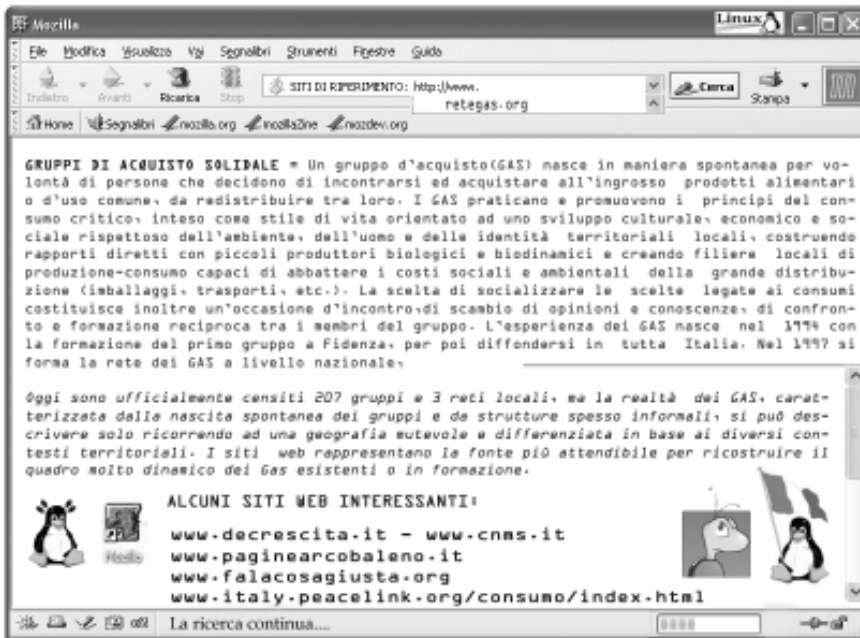 Mozilla
Linux
File Modifica Visualizza Vai Segnalibri Strumenti Finestre Guida
Indietro Avanti Ricarica Stop SITI DI RIFERIMENTO: http://www. Cerca Stampa
retegas.org
Home Segnalibri mozilla.org mozillaZine mozdev.org
GRUPPI DI ACQUISTO SOLIDALE = Un gruppo d'acquisto(GAS) nasce in maniera spontanea per vo-
lontà di persone che decidono di incontrarsi ed acquistare all'ingrosso prodotti alimentari
o d'uso comune, da redistribuire tra loro. I GAS praticano e promuovono i principi del con-
sumo critico, inteso come stile di vita orientato ad uno sviluppo culturale, economico e so-
ciale rispettoso dell'ambiente, dell'uomo e delle identità territoriali locali, costruendo
rapporti diretti con piccoli produttori biologici e biodinamici e creando filiere locali di
produzione-consumo capaci di abbattere i costi sociali e ambientali della grande distribu-
zione (imballaggi, trasporti, etc.). La scelta di socializzare le scelte legate ai consumi
costituisce inoltre un'occasione d'incontro,di scambio di opinioni e conoscenze, di confron-
to e formazione reciproca tra i membri del gruppo. L'esperienza dei GAS nasce nel 1994 con
la formazione del primo gruppo a Fidenza, per poi diffondersi in tutta Italia. Nel 1997 si
forma la rete dei GAS a livello nazionale,
Oggi sono ufficialmente censiti 207 gruppi e 3 reti locali, ma la realtà dei GAS, carat-
terizzata dalla nascita spontanea dei gruppi e da strutture spesso informali, si può des-
crivere solo ricorrendo ad una geografia mutevole e differenziata in base ai diversi con-
testi territoriali. I siti web rappresentano la fonte più attendibile per ricostruire il
quadro molto dinamico dei Gas esistenti o in formazione.
ALCUNI SITI WEB INTERESSANTI:
www.decrescita.it - www.cnms.it
Mozilla
www.paginearcobaleno.it
www.falacosagiusta.org
www.italy.peacelink.org/consumo/index.html
La ricerca continua....